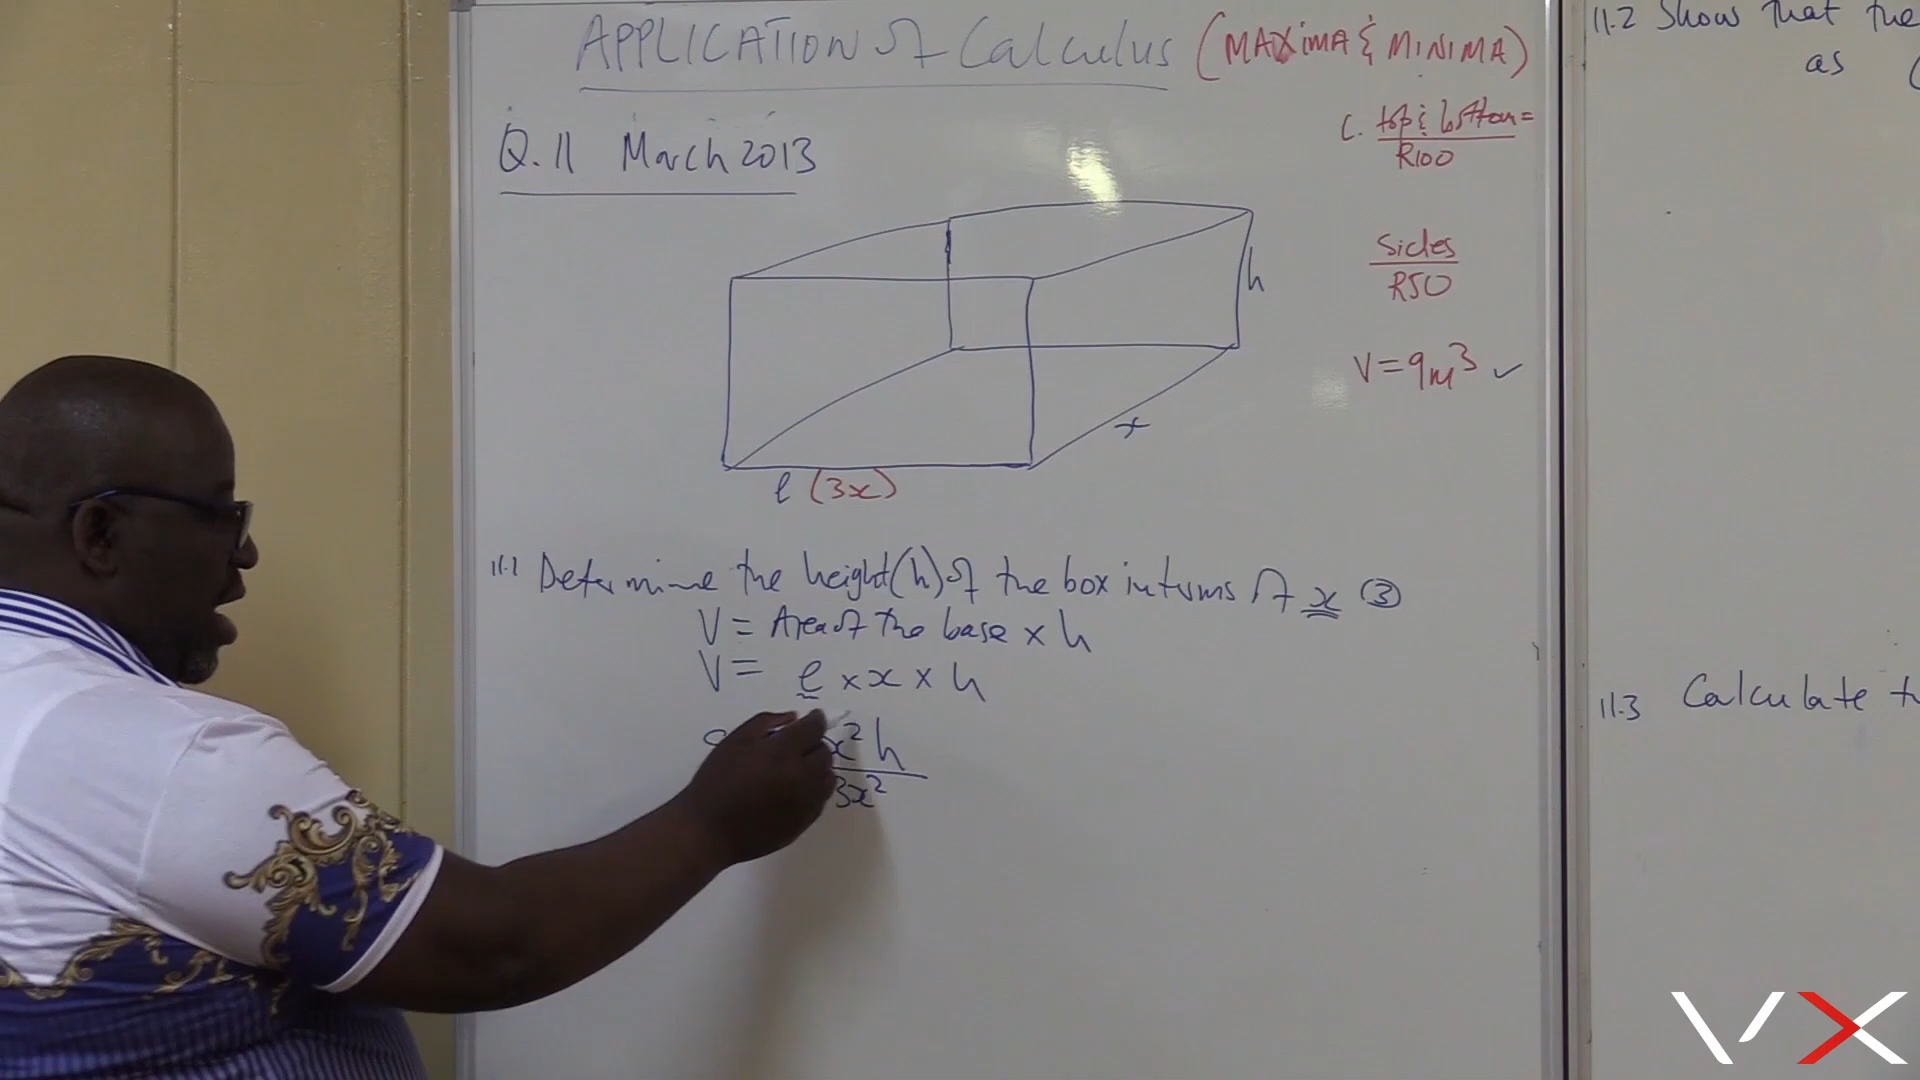 APPLICATION of Calculus (MAXIMA & MINIMA)
Q.11 March 2013
C. top & bottom =
R100
Sides
R50
V = 9m³ ✓
h
x
l (3x)
11.1 Determine the height(h) of the box in terms of x ③
V = Area of the base × h
V = l × x × h
x² h
3x²
11.2 Show that the
as (
11.3 Calculate
VX